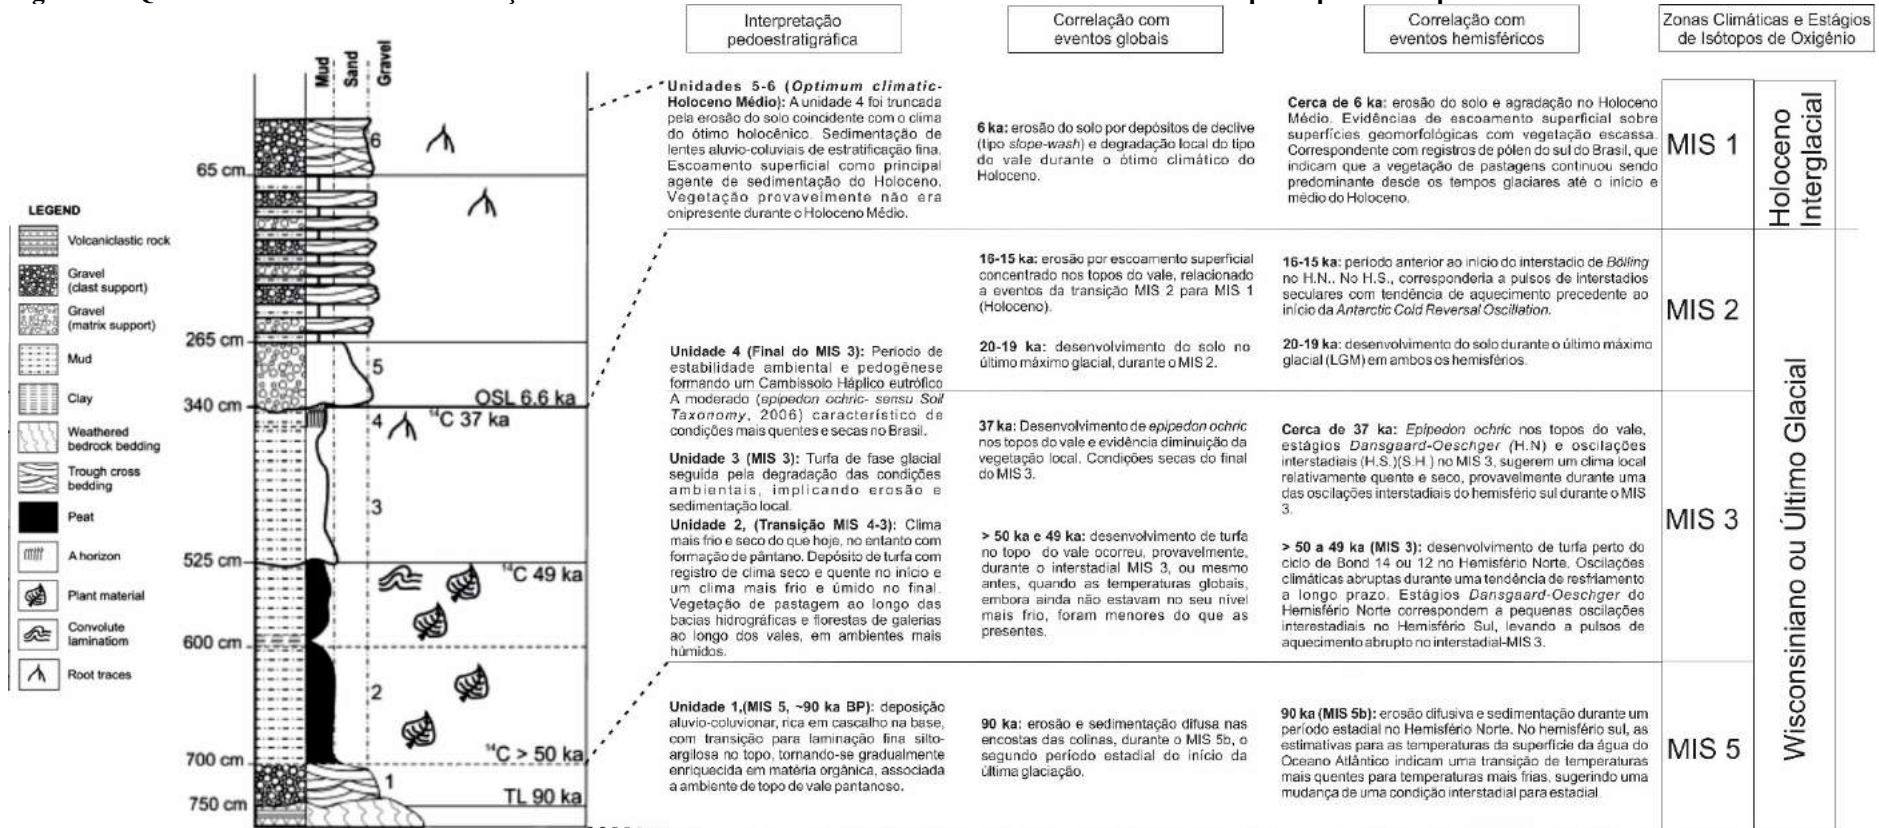 Interpretação
pedoestratigráfica
Correlação com
eventos globais
Correlação com
eventos hemisféricos
Zonas Climáticas e Estágios
de Isótopos de Oxigênio
Mud
Sand
Gravel
6
65 cm
265 cm
5
OSL 6.6 ka
340 cm
4
¹⁴C 37 ka
3
525 cm
¹⁴C 49 ka
600 cm
2
¹⁴C > 50 ka
700 cm
1
TL 90 ka
750 cm
LEGEND
Volcaniclastic rock
Gravel
(clast support)
Gravel
(matrix support)
Mud
Clay
Weathered
bedrock bedding
Trough cross
bedding
Peat
A horizon
Plant material
Convolute
lamination
Root traces
Unidades 5-6 (Optimum climatic-
Holoceno Médio): A unidade 4 foi truncada
pela erosão do solo coincidente com o clima
do ótimo holocênico. Sedimentação de
lentes aluvio-coluviais de estratificação fina.
Escoamento superficial como principal
agente de sedimentação do Holoceno.
Vegetação provavelmente não era
onipresente durante o Holoceno Médio.
Unidade 4 (Final do MIS 3): Período de
estabilidade ambiental e pedogênese
formando um Cambissolo Háplico eutrófico
A moderado (epipedon ochric- sensu Soil
Taxonomy, 2006) característico de
condições mais quentes e secas no Brasil.
Unidade 3 (MIS 3): Turfa de fase glacial
seguida pela degradação das condições
ambientais, implicando erosão e
sedimentação local.
Unidade 2, (Transição MIS 4-3): Clima
mais frio e seco do que hoje, no entanto com
formação de pântano. Depósito de turfa com
registro de clima seco e quente no início e
um clima mais frio e úmido no final.
Vegetação de pastagem ao longo das
bacias hidrográficas e florestas de galerias
ao longo dos vales, em ambientes mais
húmidos.
Unidade 1,(MIS 5, ~90 ka BP): deposição
aluvio-coluvionar, rica em cascalho na base,
com transição para laminação fina silto-
argilosa no topo, tornando-se gradualmente
enriquecida em matéria orgânica, associada
a ambiente de topo de vale pantanoso.
6 ka: erosão do solo por depósitos de declive
(tipo slope-wash) e degradação local do tipo
do vale durante o ótimo climático do
Holoceno.
16-15 ka: erosão por escoamento superficial
concentrado nos topos do vale, relacionado
a eventos da transição MIS 2 para MIS 1
(Holoceno).
20-19 ka: desenvolvimento do solo no
último máximo glacial, durante o MIS 2.
37 ka: Desenvolvimento de epipedon ochric
nos topos do vale e evidência diminuição da
vegetação local. Condições secas do final
do MIS 3.
> 50 ka e 49 ka: desenvolvimento de turfa
no topo do vale ocorreu, provavelmente,
durante o interstadial MIS 3, ou mesmo
antes, quando as temperaturas globais,
embora ainda não estavam no seu nível
mais frio, foram menores do que as
presentes.
90 ka: erosão e sedimentação difusa nas
encostas das colinas, durante o MIS 5b, o
segundo período estadial do início da
última glaciação.
Cerca de 6 ka: erosão do solo e agradação no Holoceno
Médio. Evidências de escoamento superficial sobre
superfícies geomorfológicas com vegetação escassa.
Correspondente com registros de pólen do sul do Brasil, que
indicam que a vegetação de pastagens continuou sendo
predominante desde os tempos glaciares até o início e
médio do Holoceno.
16-15 ka: período anterior ao início do interstadio de Bölling
no H.N.. No H.S., corresponderia a pulsos de interstadios
seculares com tendência de aquecimento precedente ao
início da Antarctic Cold Reversal Oscillation.
20-19 ka: desenvolvimento do solo durante o último máximo
glacial (LGM) em ambos os hemisférios.
Cerca de 37 ka: Epipedon ochric nos topos do vale,
estágios Dansgaard-Oeschger (H.N) e oscilações
interstadiais (H.S.)(S.H.) no MIS 3, sugerem um clima local
relativamente quente e seco, provavelmente durante uma
das oscilações interstadiais do hemisfério sul durante o MIS
3.
> 50 a 49 ka (MIS 3): desenvolvimento de turfa perto do
ciclo de Bond 14 ou 12 no Hemisfério Norte. Oscilações
climáticas abruptas durante uma tendência de resfriamento
a longo prazo. Estágios Dansgaard-Oeschger do
Hemisfério Norte correspondem a pequenas oscilações
interestadiais no Hemisfério Sul, levando a pulsos de
aquecimento abrupto no interstadial-MIS 3.
90 ka (MIS 5b): erosão difusiva e sedimentação durante um
período estadial no Hemisfério Norte. No hemisfério sul, as
estimativas para as temperaturas da superfície da água do
Oceano Atlântico indicam uma transição de temperaturas
mais quentes para temperaturas mais frias, sugerindo uma
mudança de uma condição interstadial para estadial.
MIS 1
MIS 2
MIS 3
MIS 5
Holoceno
Interglacial
Wisconsiniano ou Último Glacial